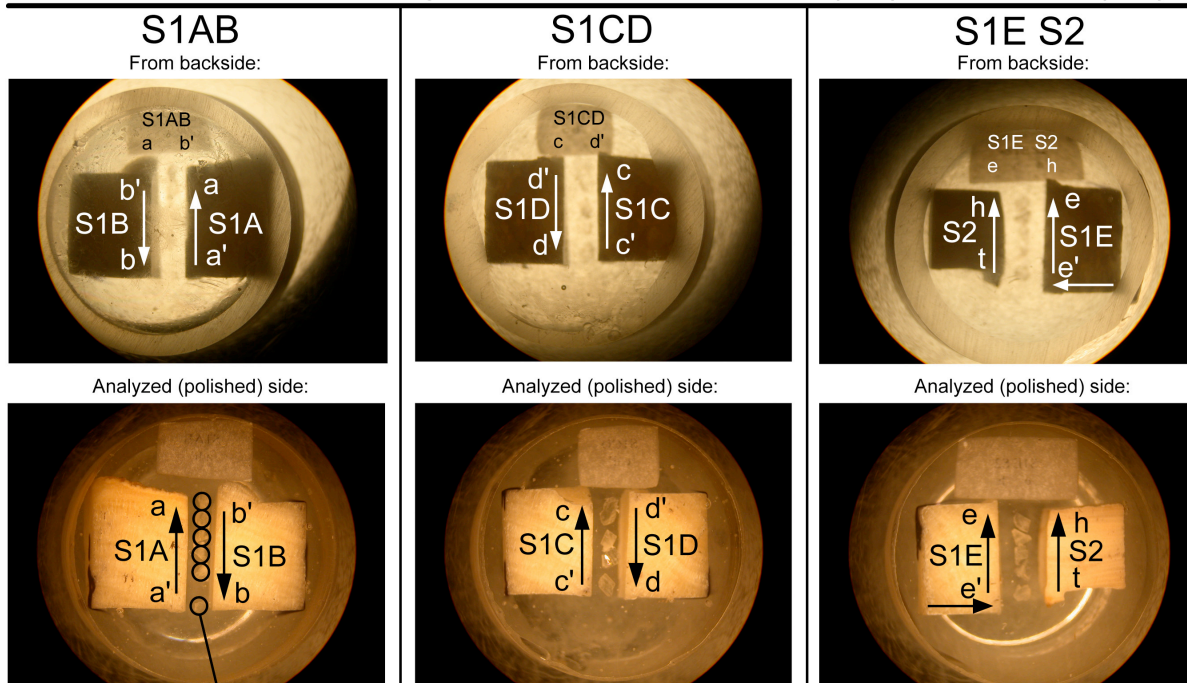 S1AB
From backside:
S1AB
a b'
b' a
S1B S1A
b a'
Analyzed (polished) side:
a b'
S1A S1B
a' b
S1CD
From backside:
S1CD
c d'
d' c
S1D S1C
d c'
Analyzed (polished) side:
c d'
S1C S1D
c' d
S1E S2
From backside:
S1E S2
e h
h e
S2 S1E
t e'
Analyzed (polished) side:
e h
S1E S2
e' t